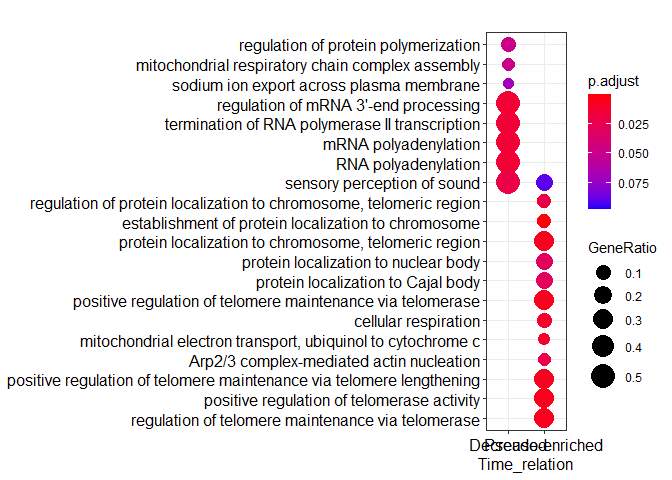 regulation of protein polymerization
mitochondrial respiratory chain complex assembly
sodium ion export across plasma membrane
regulation of mRNA 3'-end processing
termination of RNA polymerase II transcription
mRNA polyadenylation
RNA polyadenylation
sensory perception of sound
regulation of protein localization to chromosome, telomeric region
establishment of protein localization to chromosome
protein localization to chromosome, telomeric region
protein localization to nuclear body
protein localization to Cajal body
positive regulation of telomere maintenance via telomerase
cellular respiration
mitochondrial electron transport, ubiquinol to cytochrome c
Arp2/3 complex-mediated actin nucleation
positive regulation of telomere maintenance via telomere lengthening
positive regulation of telomerase activity
regulation of telomere maintenance via telomerase
Time_relation
p.adjust
0.025
0.050
0.075
GeneRatio
0.1
0.2
0.3
0.4
0.5